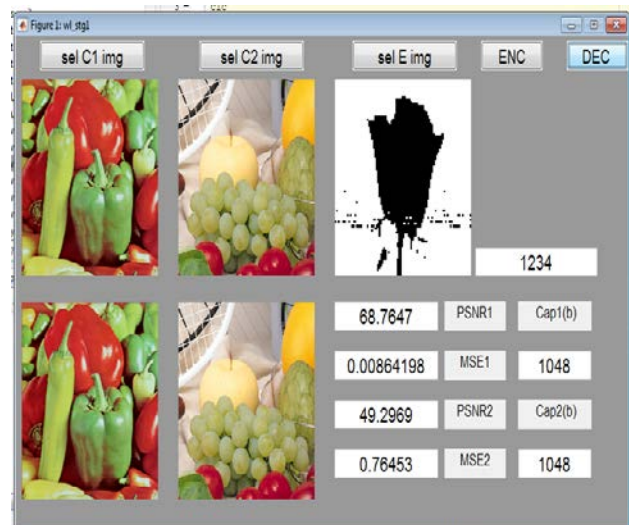 Figure 1: wl_stg1
sel C1 img sel C2 img sel E img ENC DEC
1234
68.7647 PSNR1 Cap1(b)
0.00864198 MSE1 1048
49.2969 PSNR2 Cap2(b)
0.76453 MSE2 1048